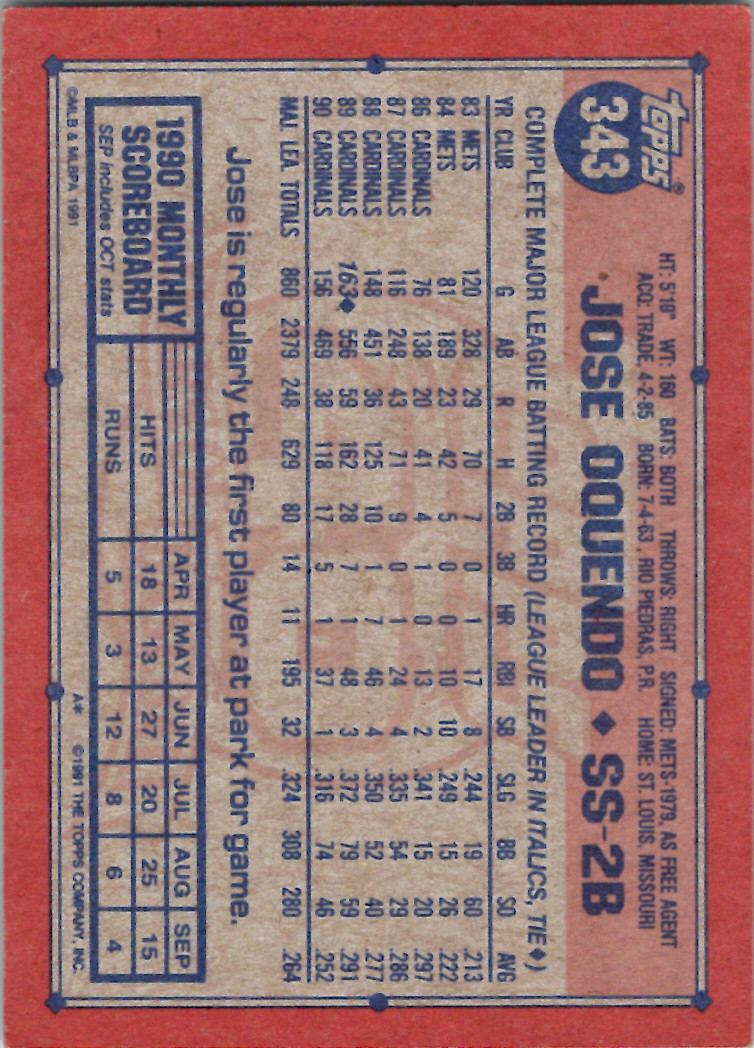 Topps®
343
HT: 5'10" WT: 160 BATS: BOTH THROWS: RIGHT SIGNED: METS-1979, AS FREE AGENT
ACQ: TRADE, 4-2-85 BORN: 7-4-63, RIO PIEDRAS, P.R. HOME: ST. LOUIS, MISSOURI
JOSE OQUENDO ♦ SS-2B
COMPLETE MAJOR LEAGUE BATTING RECORD (LEAGUE LEADER IN ITALICS, TIE♦)
YR CLUB G AB R H 2B 3B HR RBI SB SLG BB SO AVG
83 METS 120 328 29 70 7 0 1 17 8 .244 19 60 .213
84 METS 81 189 23 42 5 0 0 10 10 .249 15 26 .222
86 CARDINALS 76 138 20 41 4 1 0 13 2 .341 15 20 .297
87 CARDINALS 116 248 43 71 9 0 1 24 4 .335 54 29 .286
88 CARDINALS 148 451 36 125 10 1 7 46 4 .350 52 40 .277
89 CARDINALS 163♦ 556 59 162 28 7 1 48 3 .372 79 59 .291
90 CARDINALS 156 469 38 118 17 5 1 37 1 .316 74 46 .252
MAJ. LEA. TOTALS 860 2379 248 629 80 14 11 195 32 .324 308 280 .264
Jose is regularly the first player at park for game.
1990 MONTHLY
SCOREBOARD
SEP includes OCT stats
APR MAY JUN JUL AUG SEP
HITS 18 13 27 20 25 15
RUNS 5 3 12 8 6 4
©MLB & MLBPA 1991 A* ©1991 THE TOPPS COMPANY, INC.